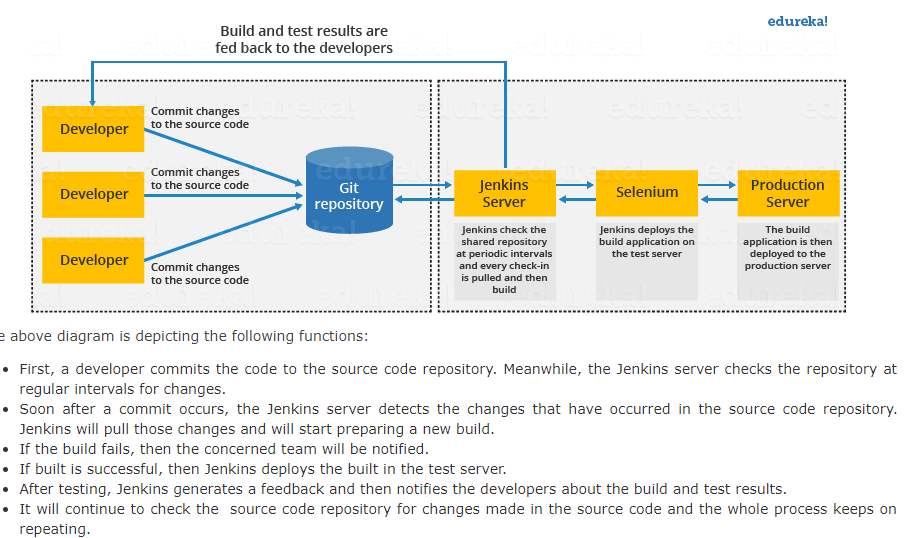 edureka!
Build and test results are
fed back to the developers
Developer
Commit changes
to the source code
Developer
Commit changes
to the source code
Developer
Commit changes
to the source code
Git
repository
Jenkins
Server
Jenkins check the
shared repository
at periodic intervals
and every check-in
is pulled and then
build
Selenium
Jenkins deploys the
build application on
the test server
Production
Server
The build
application is then
deployed to the
production server
e above diagram is depicting the following functions:
• First, a developer commits the code to the source code repository. Meanwhile, the Jenkins server checks the repository at
regular intervals for changes.
• Soon after a commit occurs, the Jenkins server detects the changes that have occurred in the source code repository.
Jenkins will pull those changes and will start preparing a new build.
• If the build fails, then the concerned team will be notified.
• If built is successful, then Jenkins deploys the built in the test server.
• After testing, Jenkins generates a feedback and then notifies the developers about the build and test results.
• It will continue to check the source code repository for changes made in the source code and the whole process keeps on
repeating.